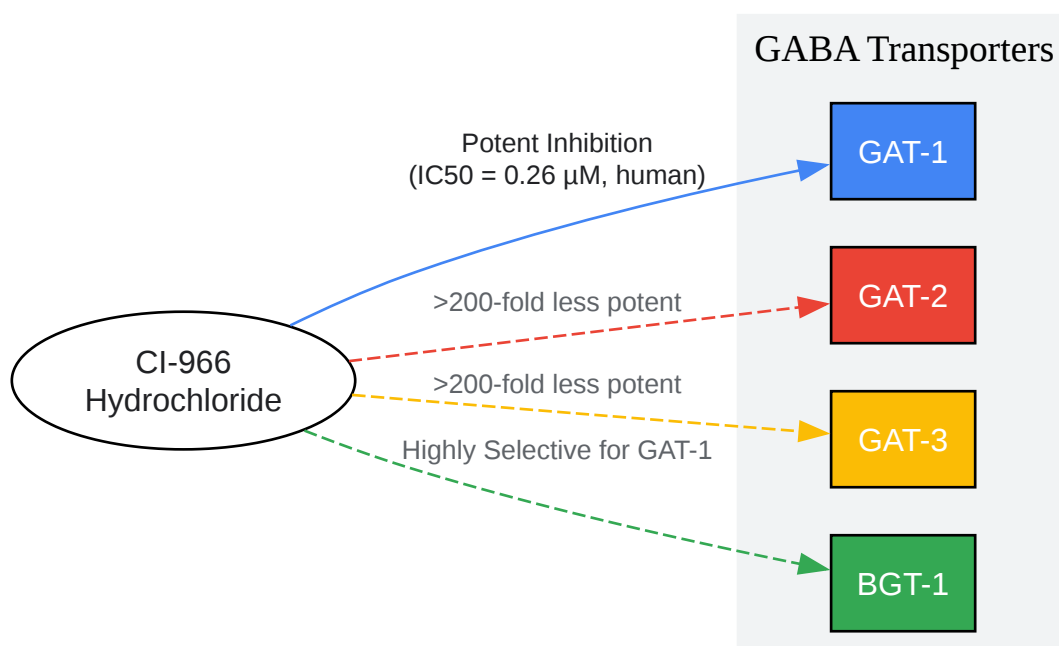 GABA Transporters
Potent Inhibition
(IC50 = 0.26 µM, human)
GAT-1
>200-fold less potent
GAT-2
CI-966
Hydrochloride
>200-fold less potent
GAT-3
Highly Selective for GAT-1
BGT-1